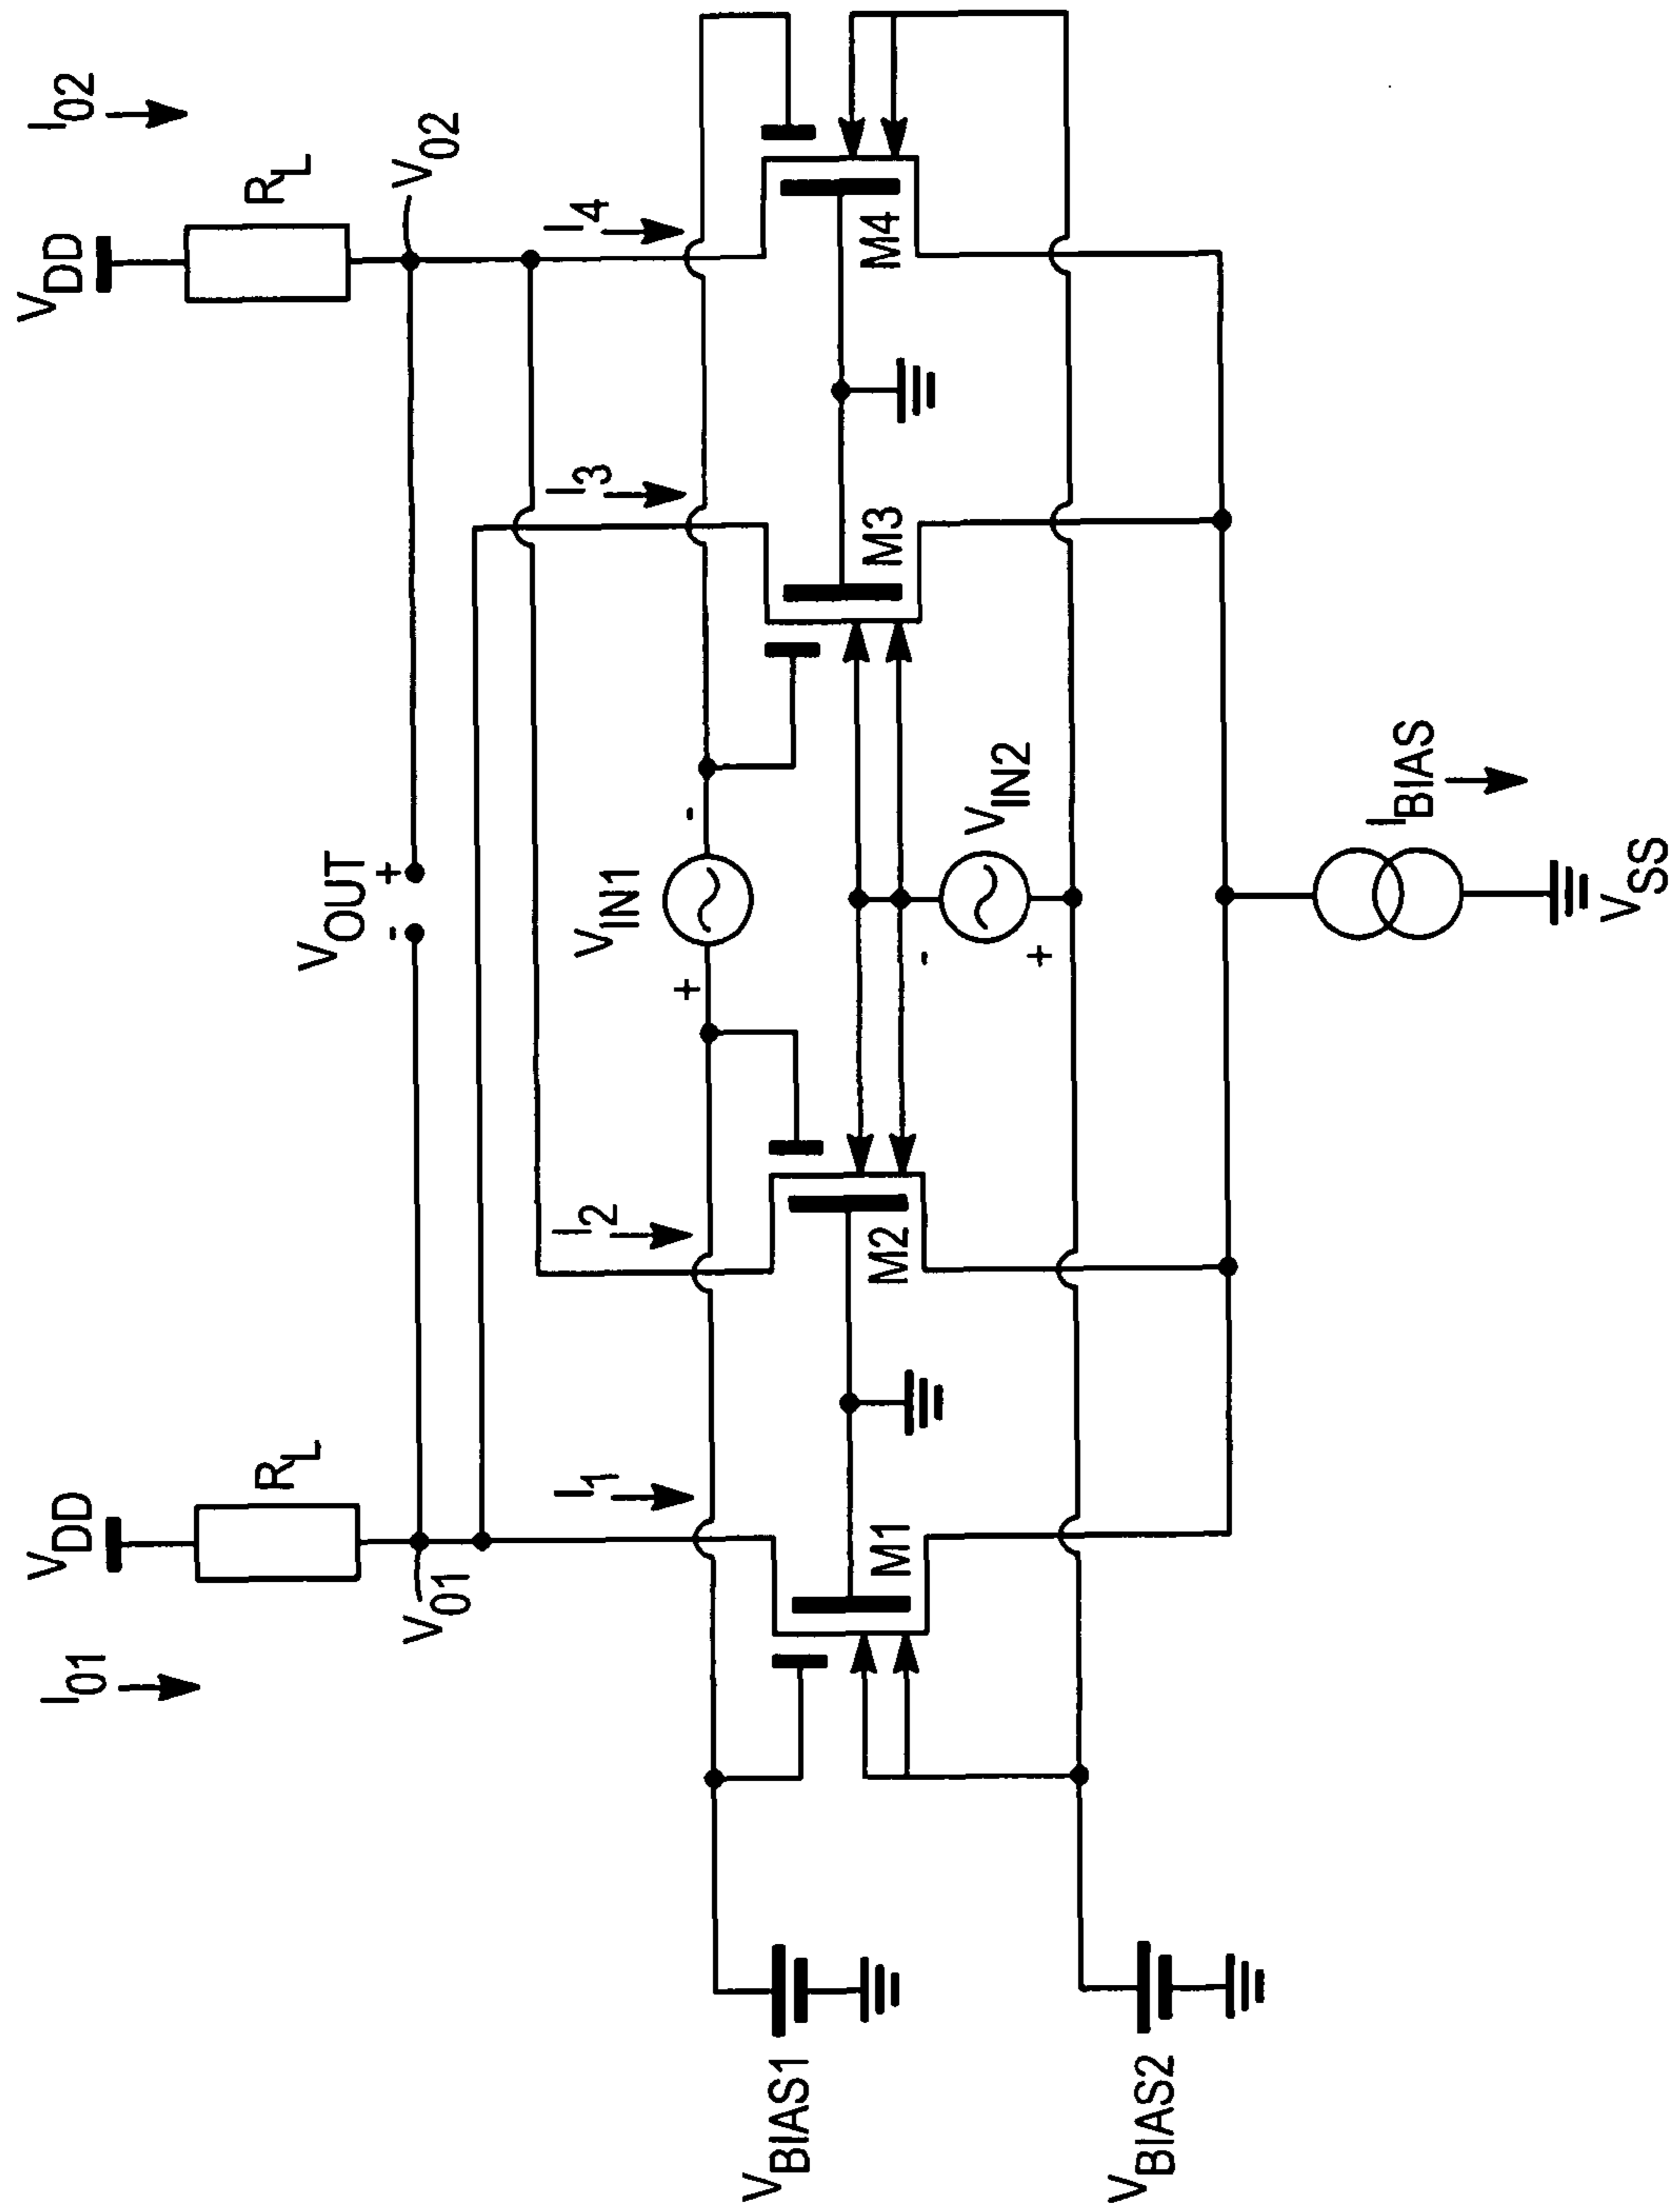 I01
VDD
RL
V01
VOUT
- +
VDD
RL
V02
I02
I1
I2
I3
I4
VIN1
+ -
M1
M2
M3
M4
VIN2
-
+
VBIAS1
VBIAS2
IBIAS
VSS